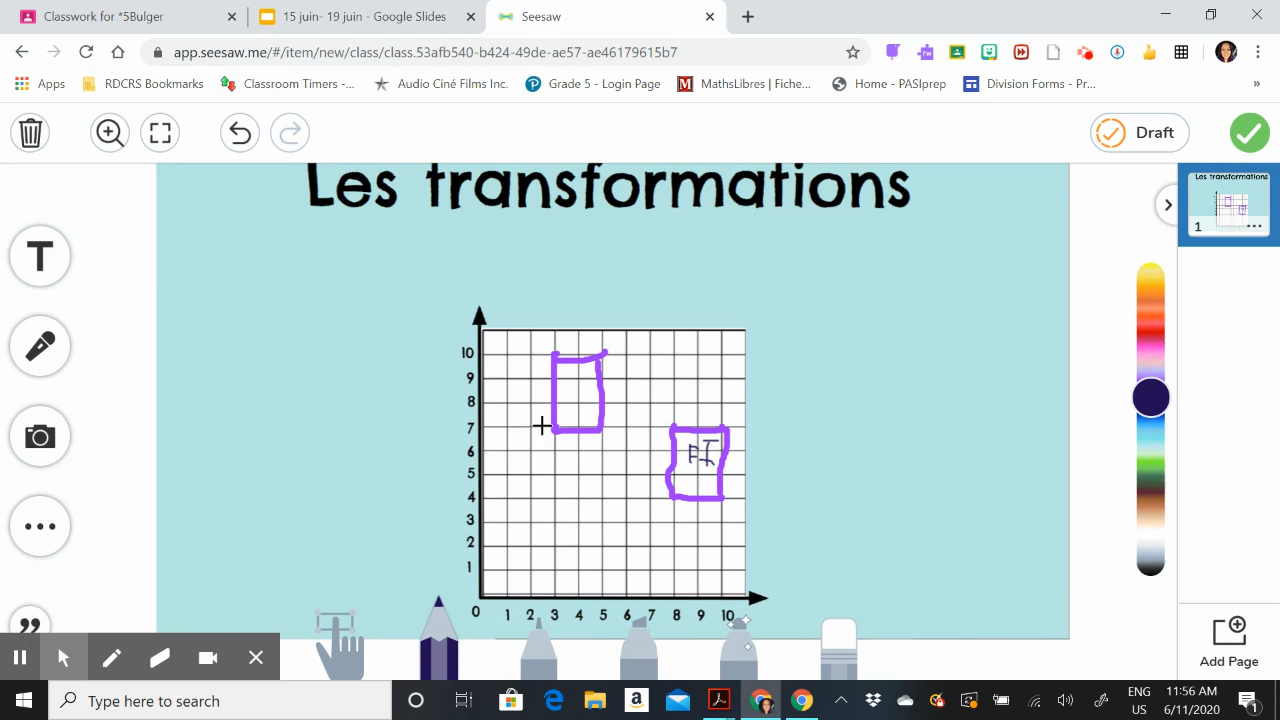 Classwork for *5Bulger
15 juin- 19 juin - Google Slides
Seesaw
app.seesaw.me/#/item/new/class/class.53afb540-b424-49de-ae57-ae46179615b7
Apps RDCRS Bookmarks Classroom Timers -... Audio Ciné Films Inc. Grade 5 - Login Page MathsLibres | Fiche... Home - PASIprep Division Forms - Pr... »
Draft
Les transformations
Les transformations
1
T
10
9
8
7
6
5
4
3
2
1
0 1 2 3 4 5 6 7 8 9 10
Add Page
Type here to search
ENG
US
11:56 AM
6/11/2020
1